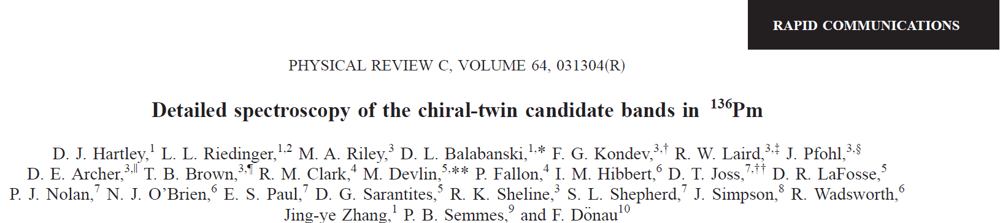 RAPID COMMUNICATIONS
PHYSICAL REVIEW C, VOLUME 64, 031304(R)
Detailed spectroscopy of the chiral-twin candidate bands in ¹³⁶Pm
D. J. Hartley,¹ L. L. Riedinger,¹,² M. A. Riley,³ D. L. Balabanski,¹,* F. G. Kondev,³,† R. W. Laird,³,‡ J. Pfohl,³,§
D. E. Archer,³,∥ T. B. Brown,³,¶ R. M. Clark,⁴ M. Devlin,⁵,** P. Fallon,⁴ I. M. Hibbert,⁶ D. T. Joss,⁷,†† D. R. LaFosse,⁵
P. J. Nolan,⁷ N. J. O’Brien,⁶ E. S. Paul,⁷ D. G. Sarantites,⁵ R. K. Sheline,³ S. L. Shepherd,⁷ J. Simpson,⁸ R. Wadsworth,⁶
Jing-ye Zhang,¹ P. B. Semmes,⁹ and F. Dönau¹⁰